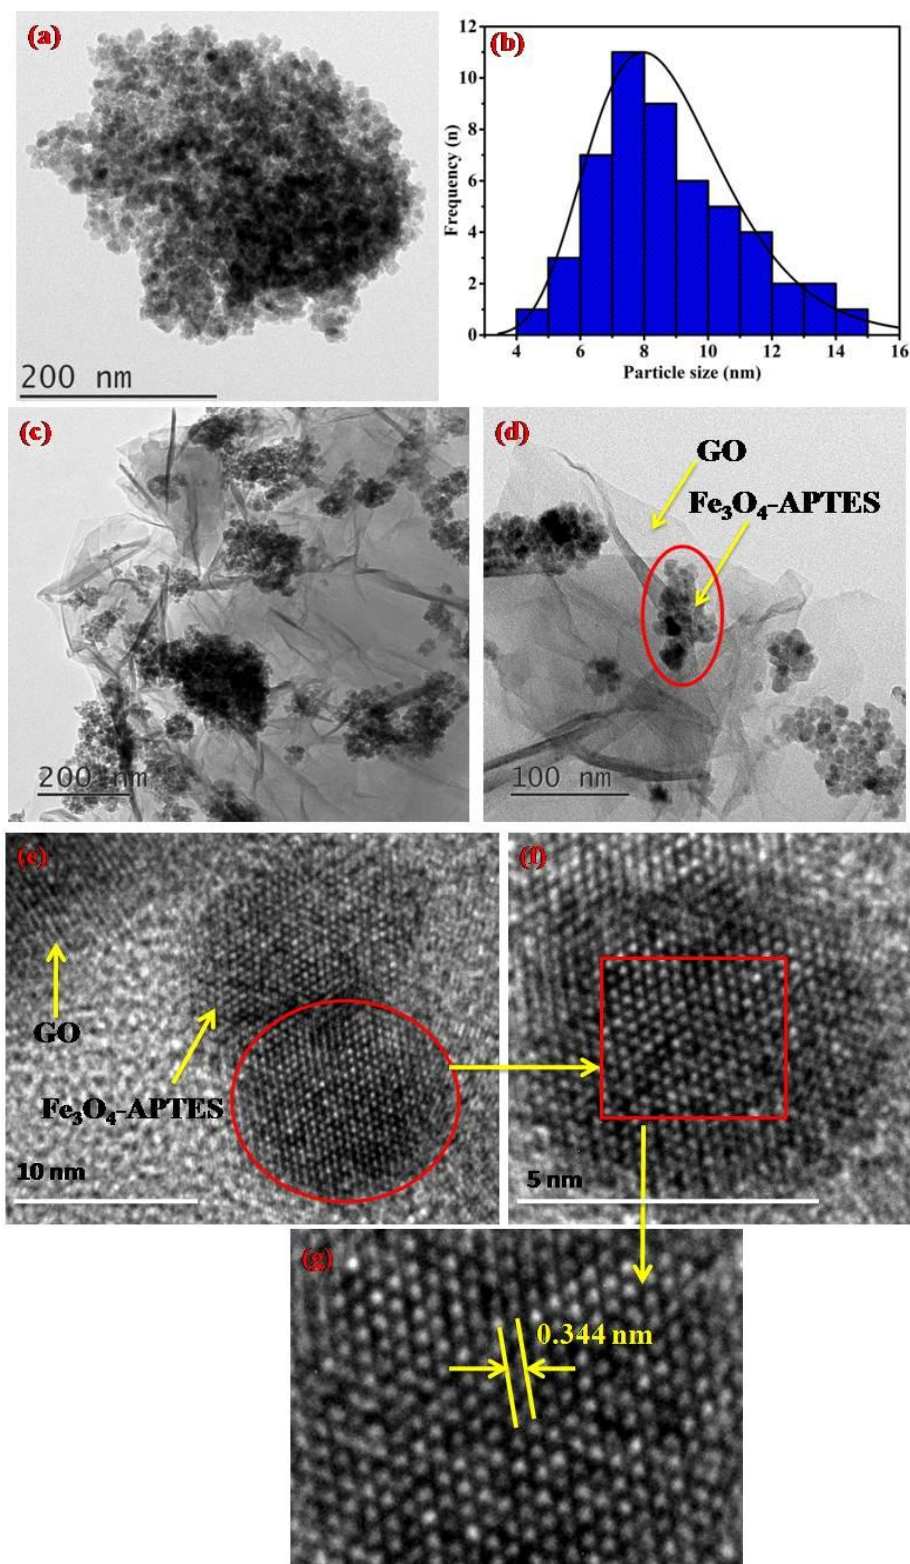 (a)
200 nm
(b)
12
10
8
6
4
2
0
Frequency (n)
4 6 8 10 12 14 16
Particle size (nm)
(c)
200 nm
(d)
GO
Fe₃O₄-APTES
100 nm
(e)
GO
Fe₃O₄-APTES
10 nm
(f)
5 nm
(g)
0.344 nm